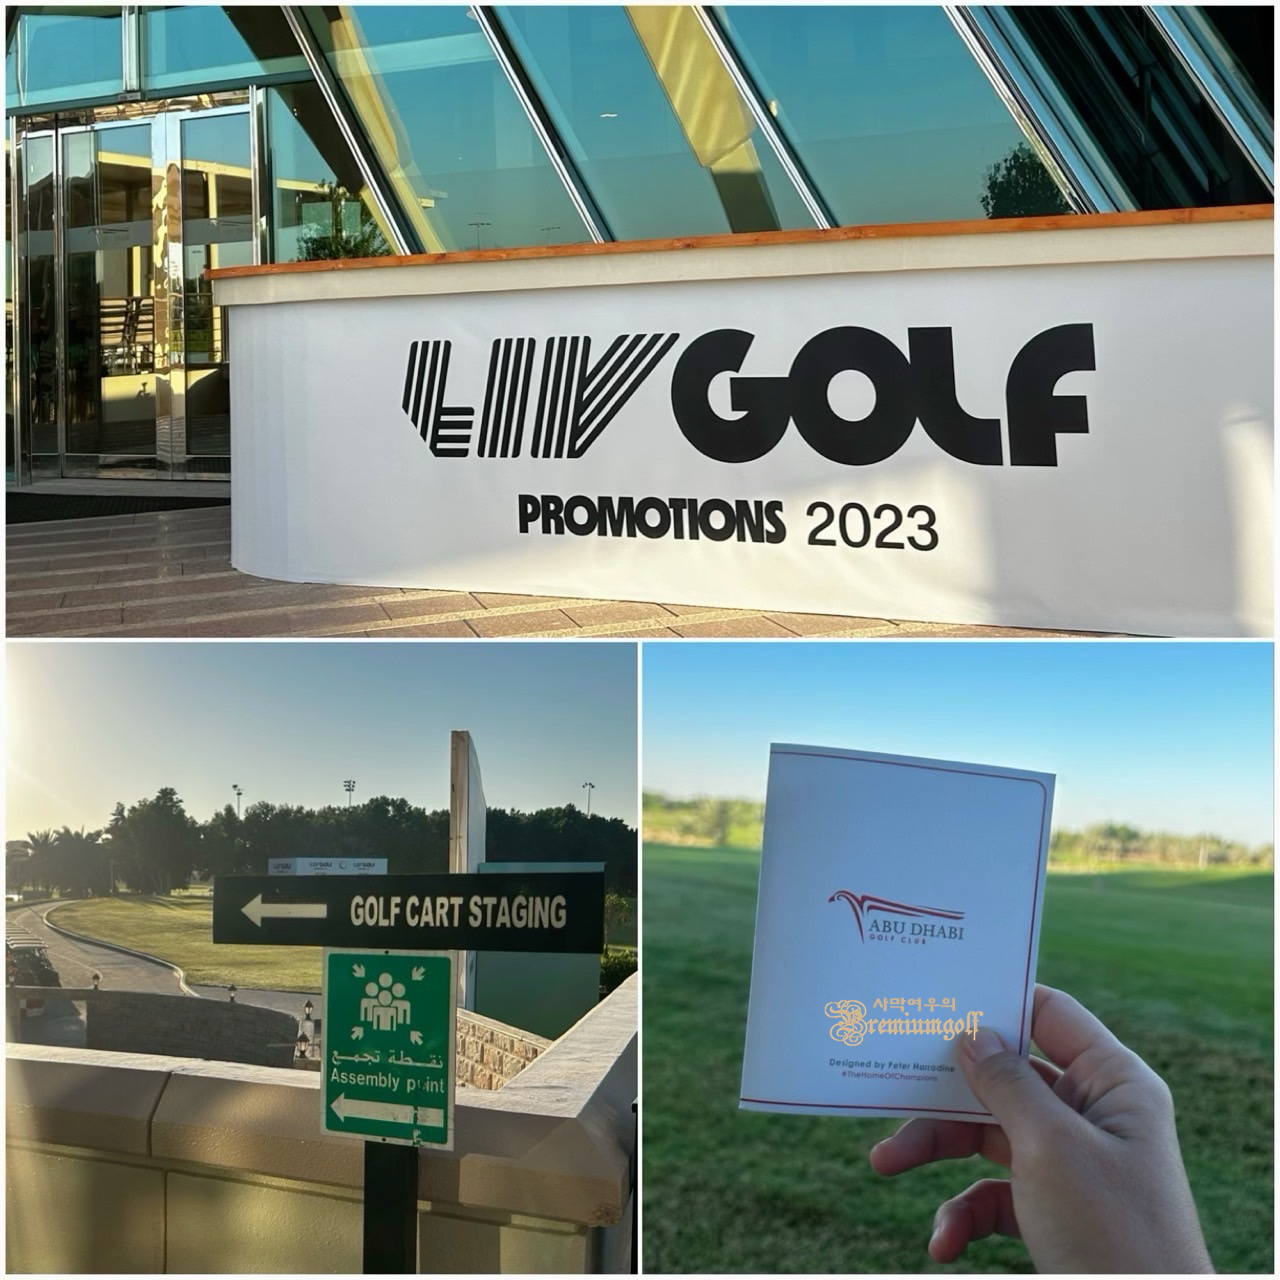 LIV GOLF
PROMOTIONS 2023
GOLF CART STAGING
نقطة تجمع
Assembly point
ABU DHABI
GOLF CLUB
사막여우의
Premiumgolf
Designed by Peter Harradine
#TheHomeOfChampions